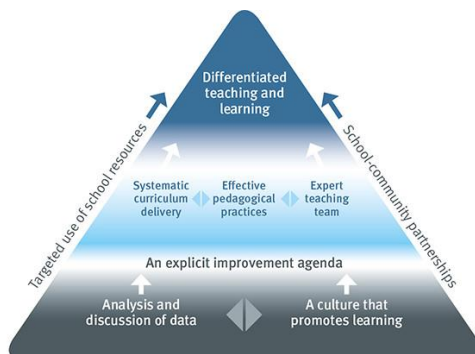 Differentiated
teaching and
learning
Targeted use of school resources
School-community partnerships
Systematic
curriculum
delivery
Effective
pedagogical
practices
Expert
teaching
team
An explicit improvement agenda
Analysis and
discussion of data
A culture that
promotes learning